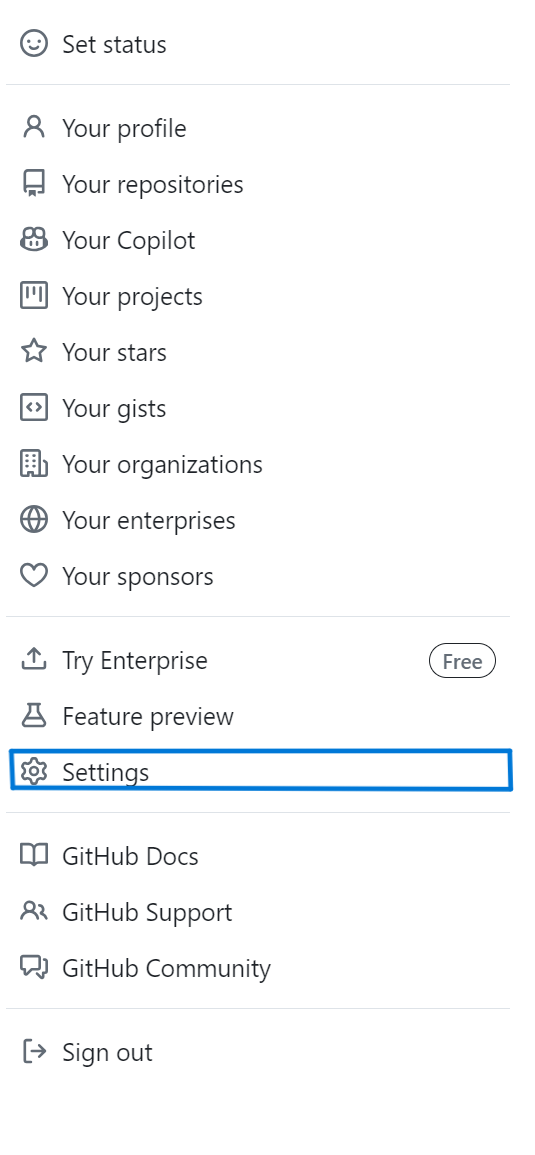 Set status
Your profile
Your repositories
Your Copilot
Your projects
Your stars
Your gists
Your organizations
Your enterprises
Your sponsors
Try Enterprise Free
Feature preview
Settings
GitHub Docs
GitHub Support
GitHub Community
Sign out